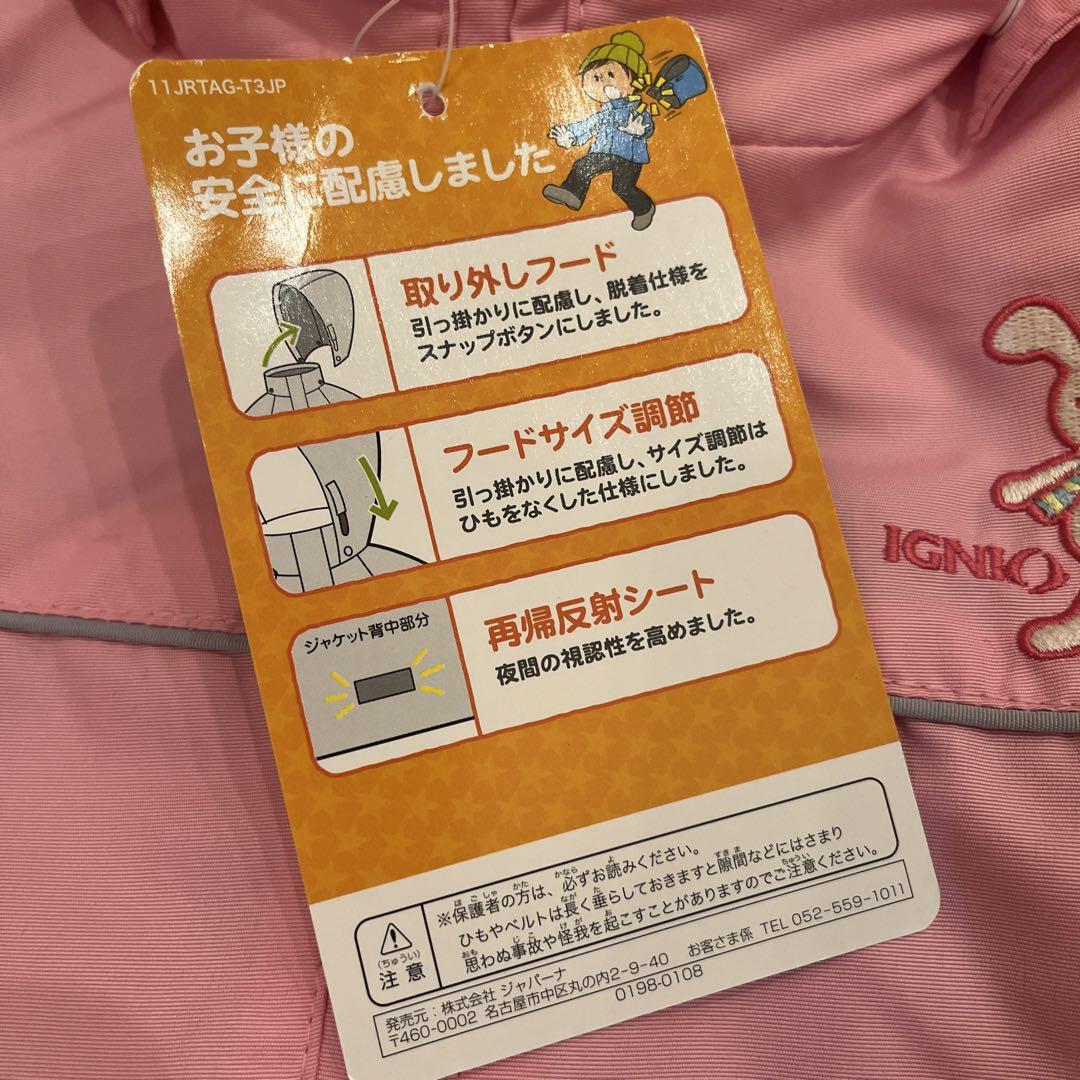 11JRTAG-T3JP
お子様の
安全に配慮しました
取り外しフード
引っ掛かりに配慮し、脱着仕様を
スナップボタンにしました。
フードサイズ調節
引っ掛かりに配慮し、サイズ調節は
ひもをなくした仕様にしました。
ジャケット背中部分
再帰反射シート
夜間の視認性を高めました。
IGNIO
(ちゅうい)
注意
※保護者の方は、必ずお読みください。
ひもやベルトは長く垂らしておきますと隙間などにはさまり
思わぬ事故や怪我を起こすことがありますのでご注意ください。
発売元：株式会社 ジャパーナ お客さま係 TEL 052-559-1011
〒460-0002 名古屋市中区丸の内2-9-40
0198-0108